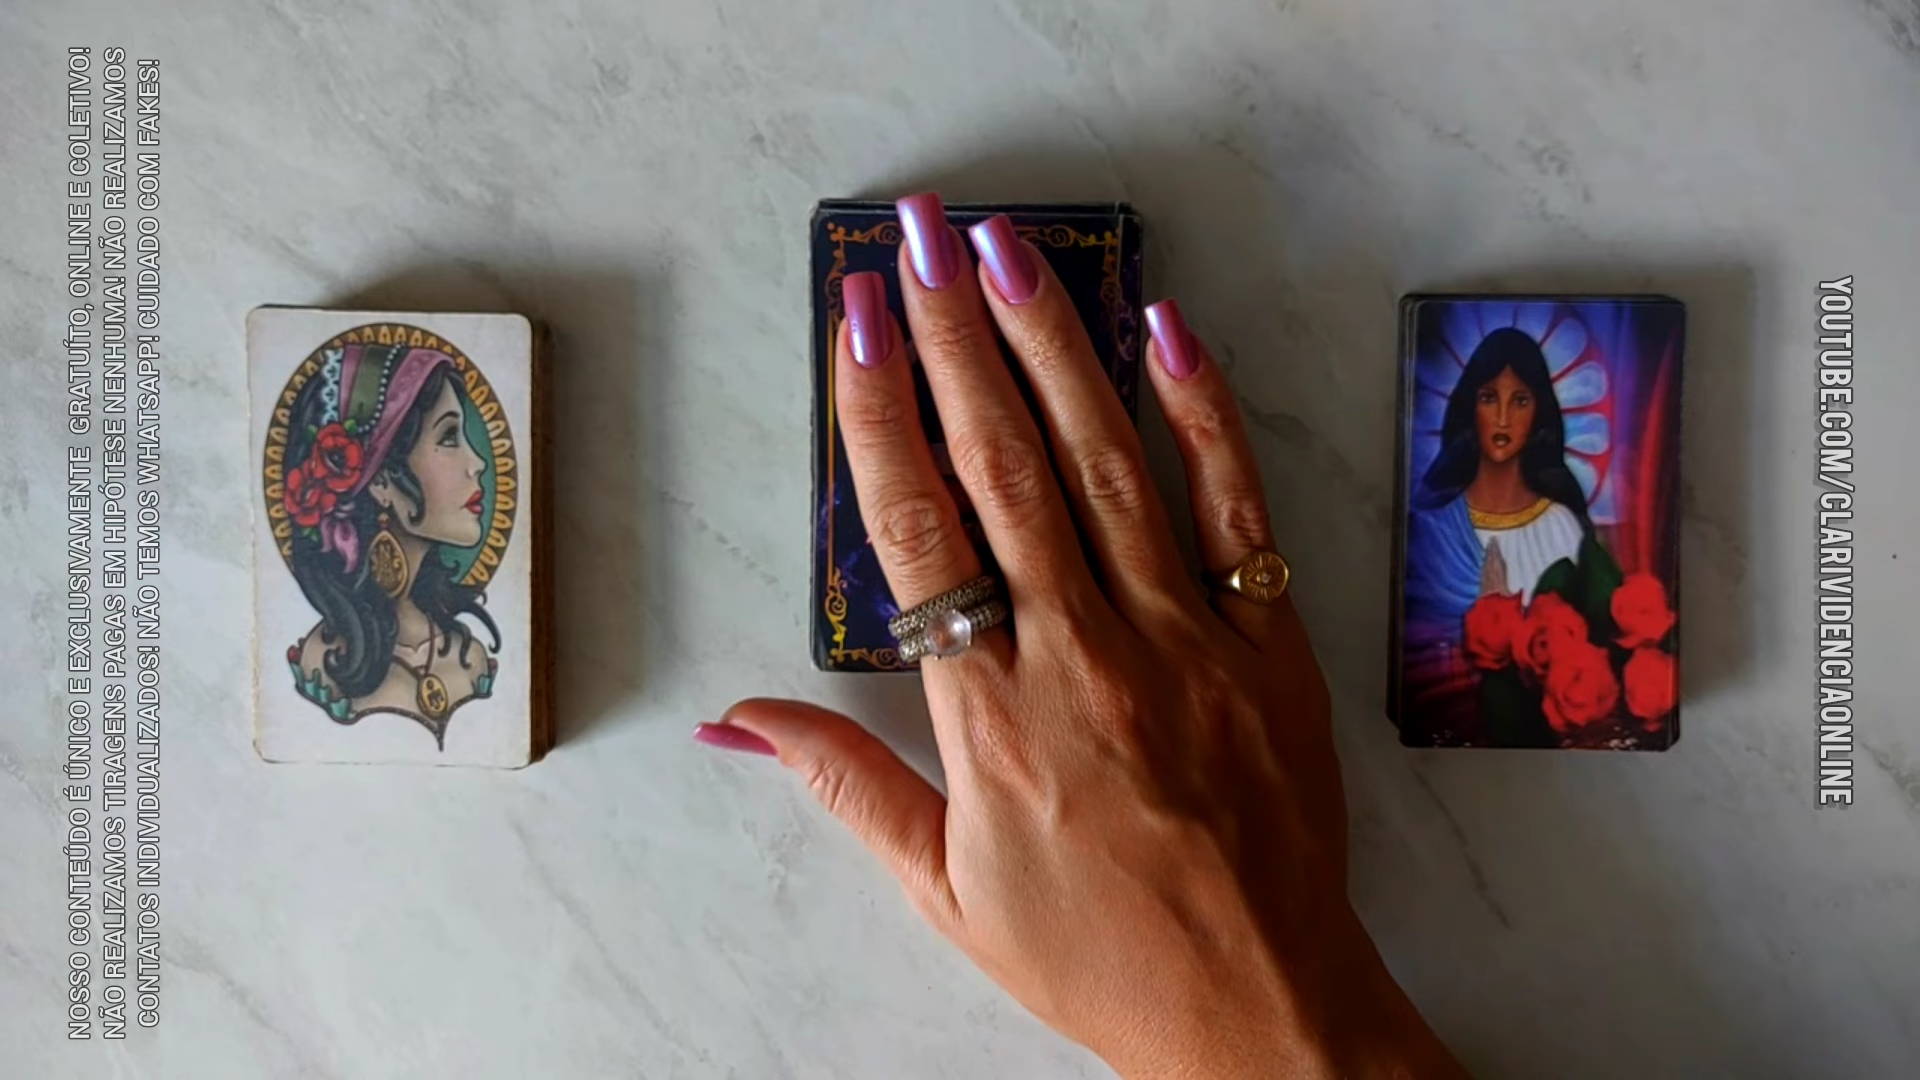 NOSSO CONTEÚDO É ÚNICO E EXCLUSIVAMENTE GRATUÍTO, ONLINE E COLETIVO!
NÃO REALIZAMOS TIRAGENS PAGAS EM HIPÓTESE NENHUMA! NÃO REALIZAMOS
CONTATOS INDIVIDUALIZADOS! NÃO TEMOS WHATSAPP! CUIDADO COM FAKES!
YOUTUBE.COM/CLARIVIDENCIAONLINE